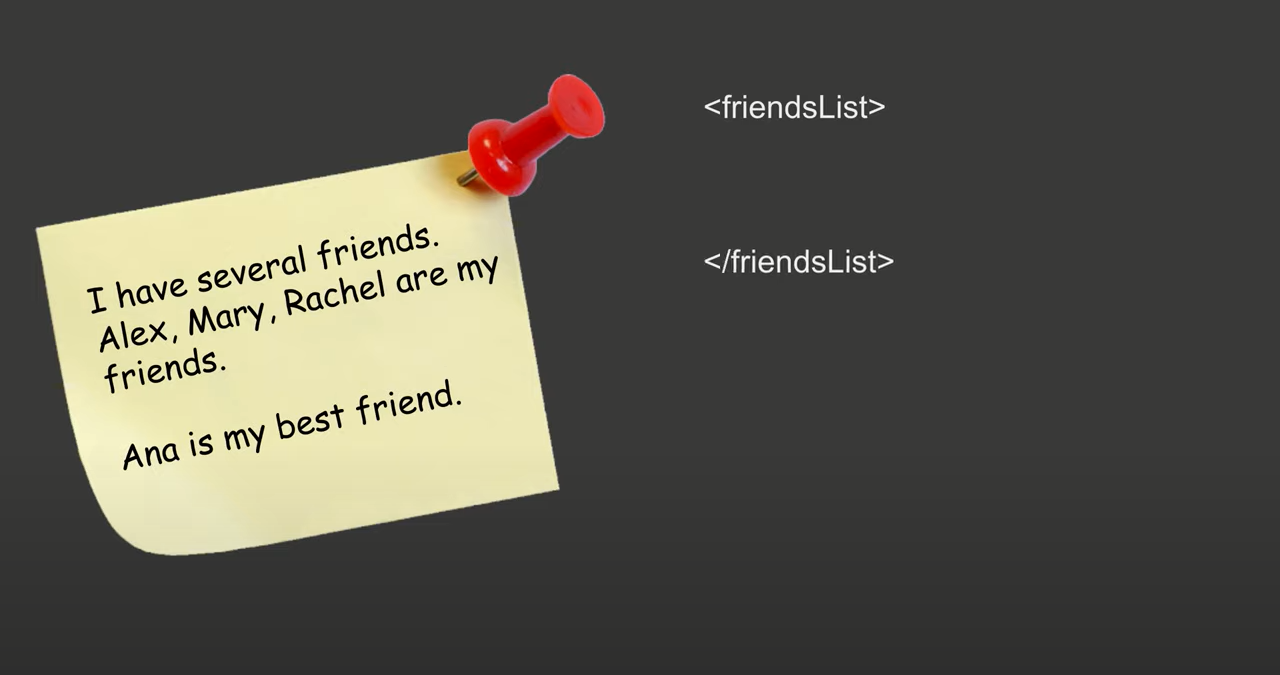 I have several friends.
Alex, Mary, Rachel are my
friends.
Ana is my best friend.
<friendsList>
</friendsList>